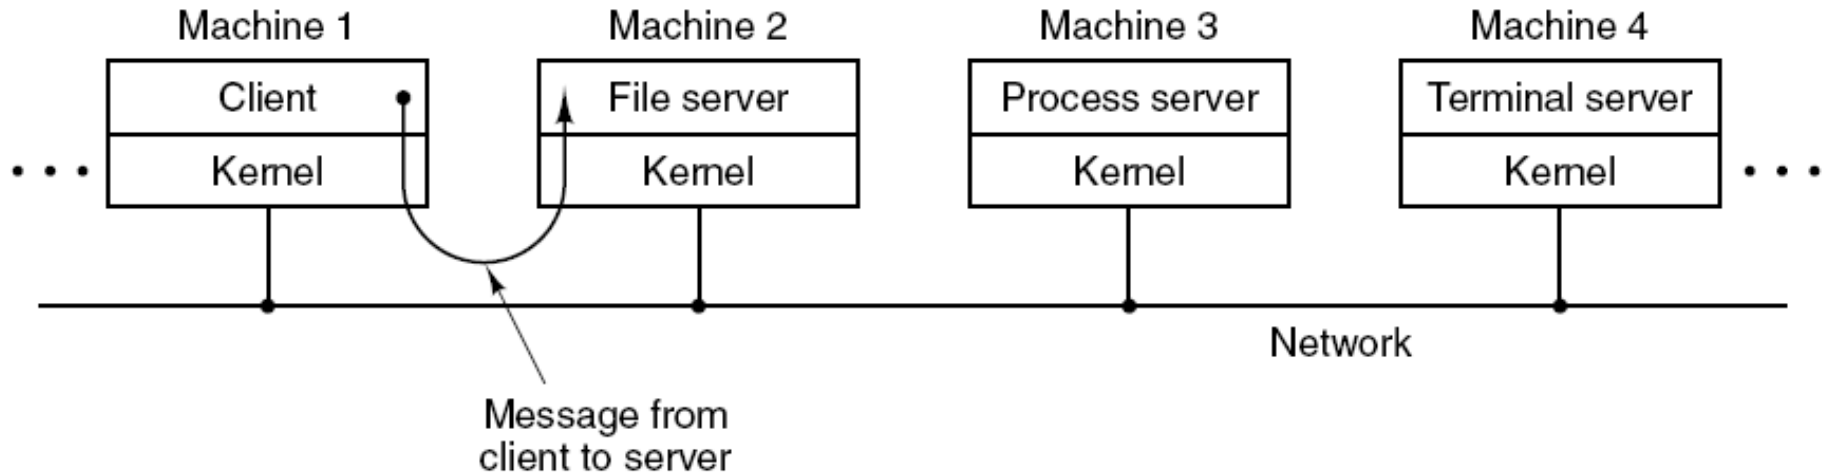 Machine 1
Machine 2
Machine 3
Machine 4
Client
File server
Process server
Terminal server
Kernel
Kernel
Kernel
Kernel
Network
Message from
client to server